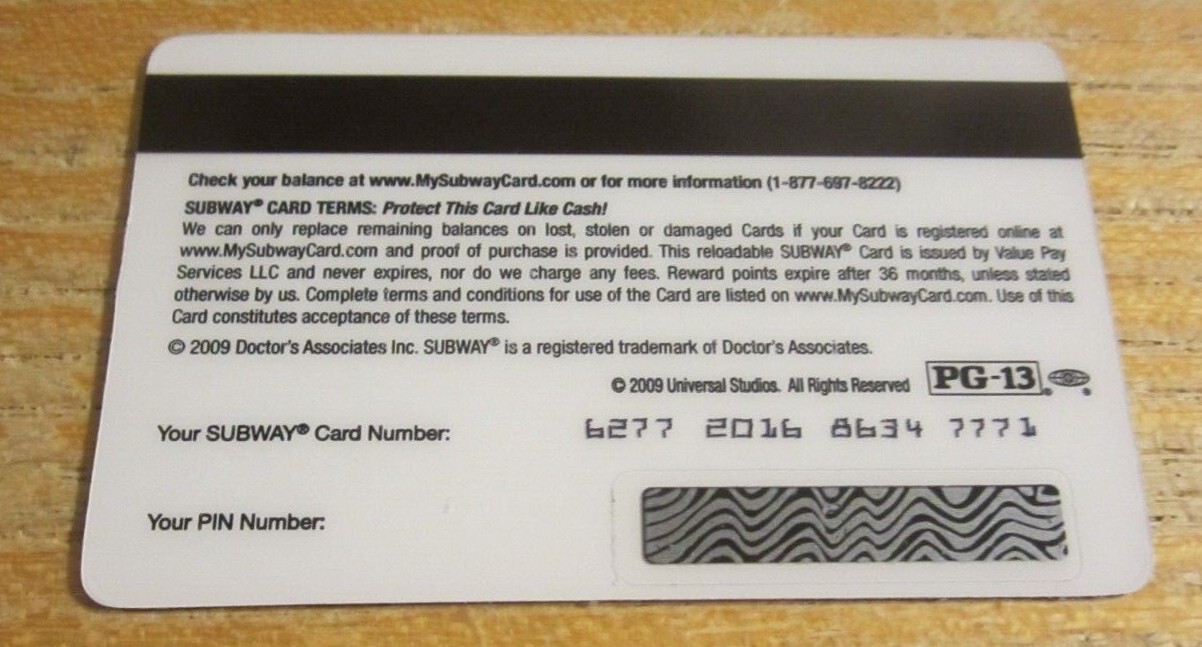 Check your balance at www.MySubwayCard.com or for more information (1-877-697-8222)
SUBWAY® CARD TERMS: Protect This Card Like Cash!
We can only replace remaining balances on lost, stolen or damaged Cards if your Card is registered online at
www.MySubwayCard.com and proof of purchase is provided. This reloadable SUBWAY® Card is issued by Value Pay
Services LLC and never expires, nor do we charge any fees. Reward points expire after 36 months, unless stated
otherwise by us. Complete terms and conditions for use of the Card are listed on www.MySubwayCard.com. Use of this
Card constitutes acceptance of these terms.
© 2009 Doctor's Associates Inc. SUBWAY® is a registered trademark of Doctor's Associates.
© 2009 Universal Studios. All Rights Reserved PG-13
Your SUBWAY® Card Number: 6277 2016 8634 7771
Your PIN Number: